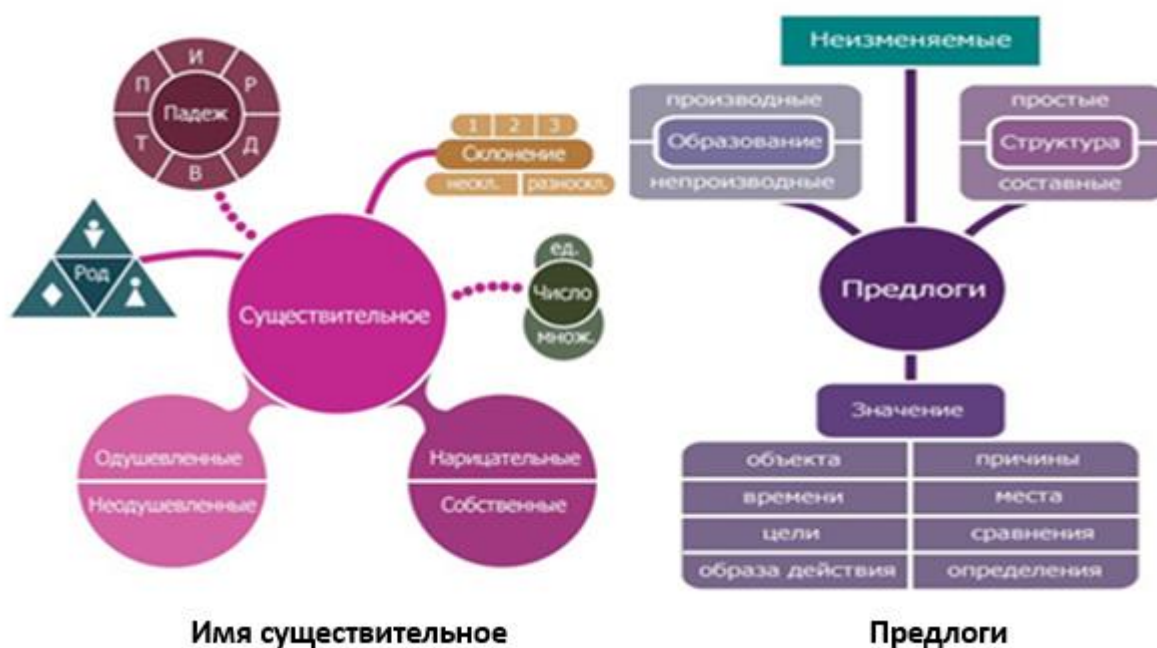 И
П
Р
Падеж
Т
Д
В
1 2 3
Склонение
нескл. разноскл.
Род
ед.
Число
множ.
Существительное
Одушевленные
Неодушевленные
Нарицательные
Собственные
Имя существительное
Неизменяемые
производные
Образование
непроизводные
простые
Структура
составные
Предлоги
Значение
объекта причины
времени места
цели сравнения
образа действия определения
Предлоги